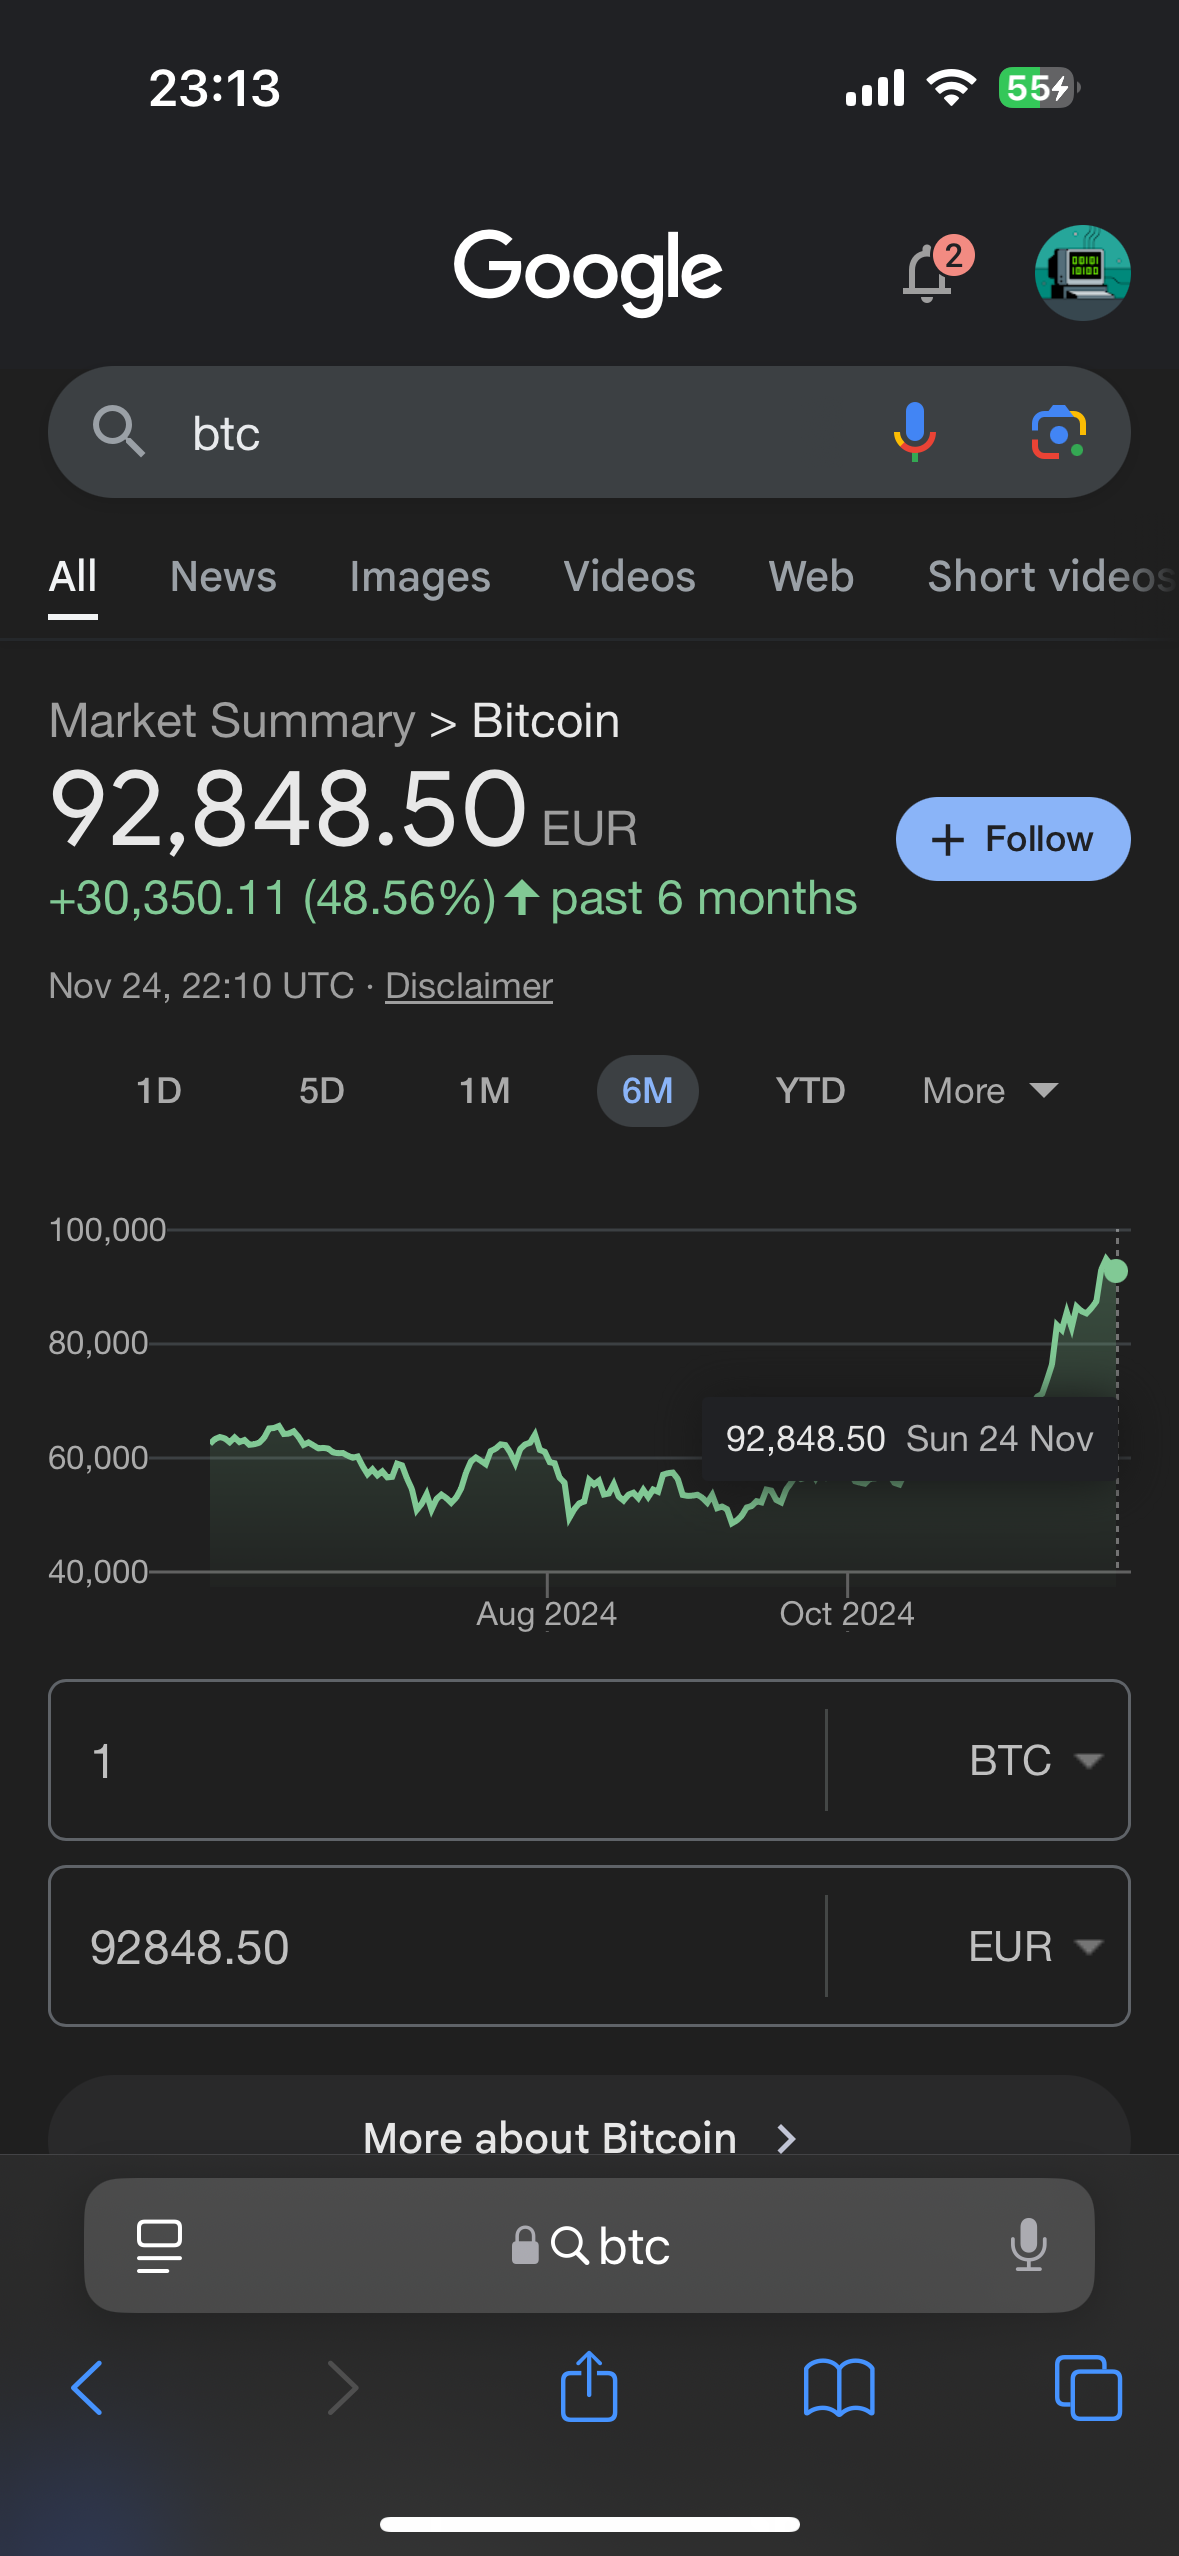 23:13
55
Google
2
btc
All News Images Videos Web Short videos
Market Summary > Bitcoin
92,848.50 EUR
+ Follow
+30,350.11 (48.56%) past 6 months
Nov 24, 22:10 UTC · Disclaimer
1D 5D 1M 6M YTD More
100,000
80,000
92,848.50 Sun 24 Nov
60,000
40,000
Aug 2024 Oct 2024
1 BTC
92848.50 EUR
More about Bitcoin
btc